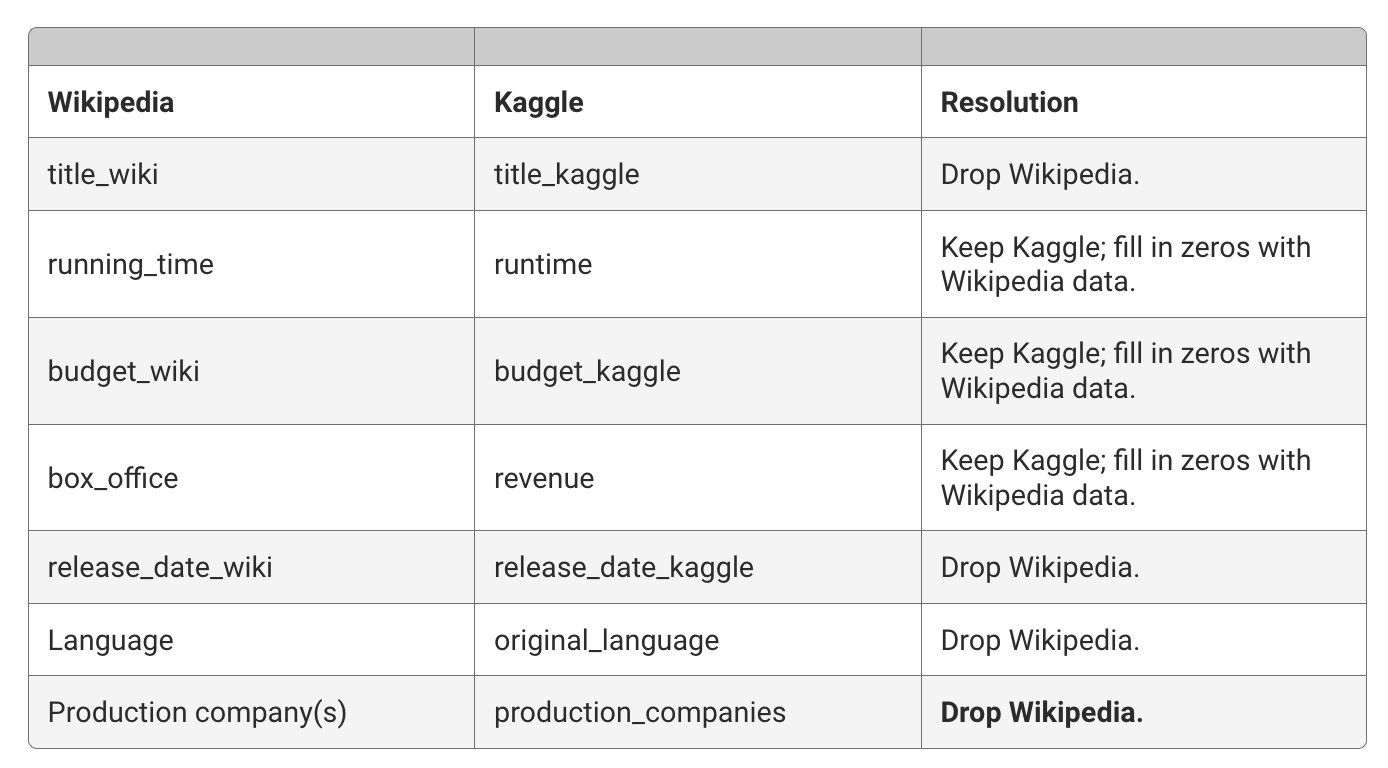 Wikipedia Kaggle Resolution
title_wiki title_kaggle Drop Wikipedia.
running_time runtime Keep Kaggle; fill in zeros with
Wikipedia data.
budget_wiki budget_kaggle Keep Kaggle; fill in zeros with
Wikipedia data.
box_office revenue Keep Kaggle; fill in zeros with
Wikipedia data.
release_date_wiki release_date_kaggle Drop Wikipedia.
Language original_language Drop Wikipedia.
Production company(s) production_companies Drop Wikipedia.